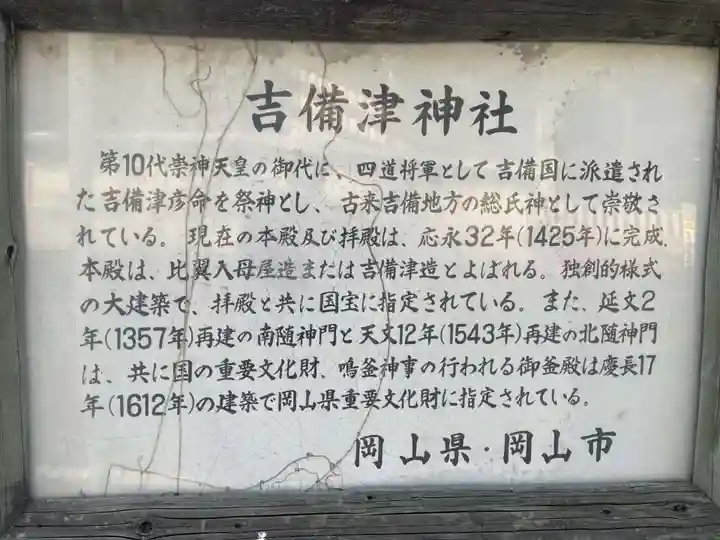 吉備津神社
第10代崇神天皇の御代に、四道将軍として吉備国に派遣され
た吉備津彦命を祭神とし、古来吉備地方の総氏神として崇敬さ
れている。現在の本殿及び拝殿は、応永32年(1425年)に完成.
本殿は、比翼入母屋造または吉備津造とよばれる。独創的様式
の大建築で、拝殿と共に国宝に指定されている。また、延文2
年(1357年)再建の南随神門と天文12年(1543年)再建の北随神門
は、共に国の重要文化財、鳴釜神事の行われる御釜殿は慶長17
年(1612年)の建築で岡山県重要文化財に指定されている。
岡山県・岡山市